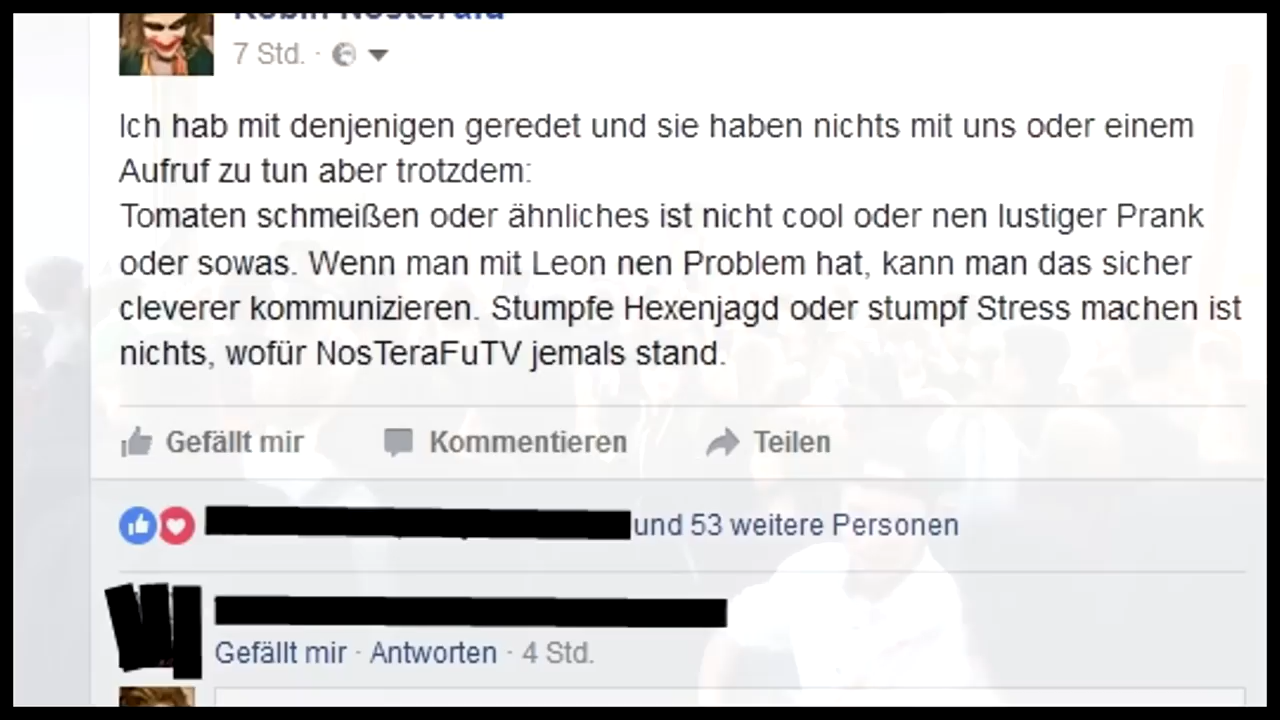 Robin Nosterafu
7 Std. ·
Ich hab mit denjenigen geredet und sie haben nichts mit uns oder einem
Aufruf zu tun aber trotzdem:
Tomaten schmeißen oder ähnliches ist nicht cool oder nen lustiger Prank
oder sowas. Wenn man mit Leon nen Problem hat, kann man das sicher
cleverer kommunizieren. Stumpfe Hexenjagd oder stumpf Stress machen ist
nichts, wofür NosTeraFuTV jemals stand.
Gefällt mir Kommentieren Teilen
und 53 weitere Personen
Gefällt mir · Antworten · 4 Std.